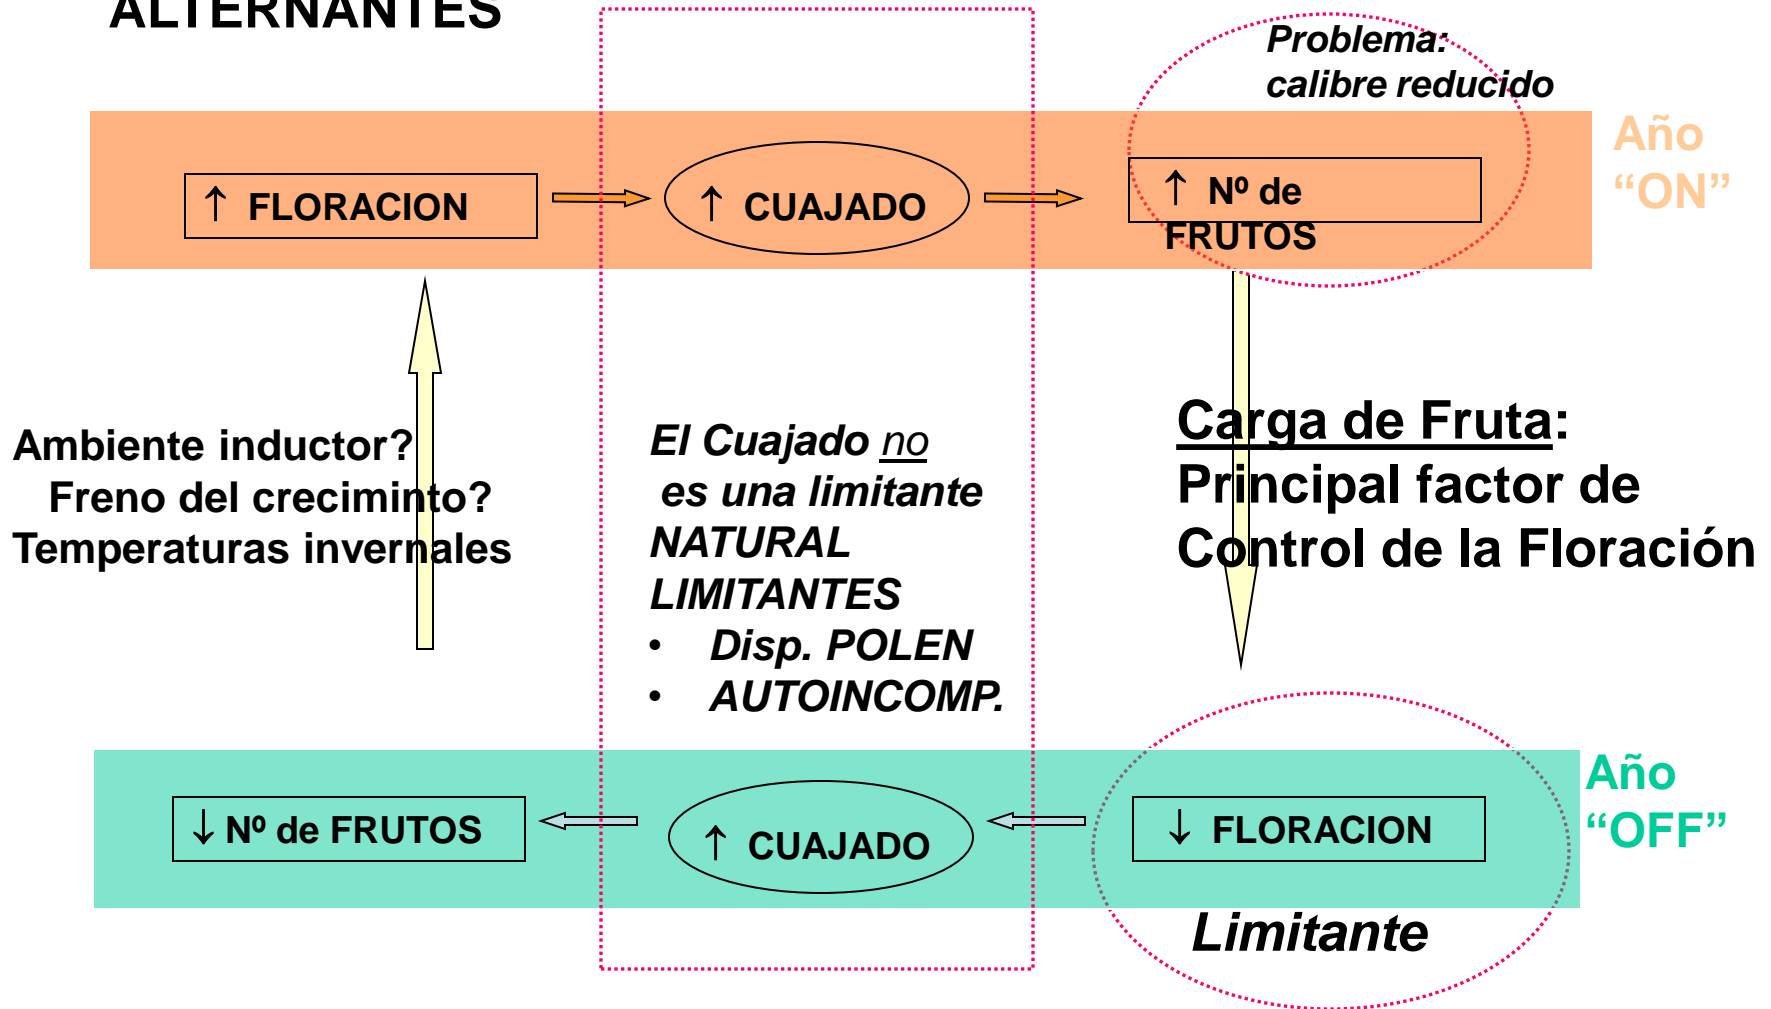 ALTERNANTES
Problema:
calibre reducido
Año
“ON”
↑ FLORACION
↑ CUAJADO
↑ Nº de
FRUTOS
Ambiente inductor?
Freno del creciminto?
Temperaturas invernales
El Cuajado no
es una limitante
NATURAL
LIMITANTES
• Disp. POLEN
• AUTOINCOMP.
Carga de Fruta:
Principal factor de
Control de la Floración
Año
“OFF”
↓ Nº de FRUTOS
↑ CUAJADO
↓ FLORACION
Limitante